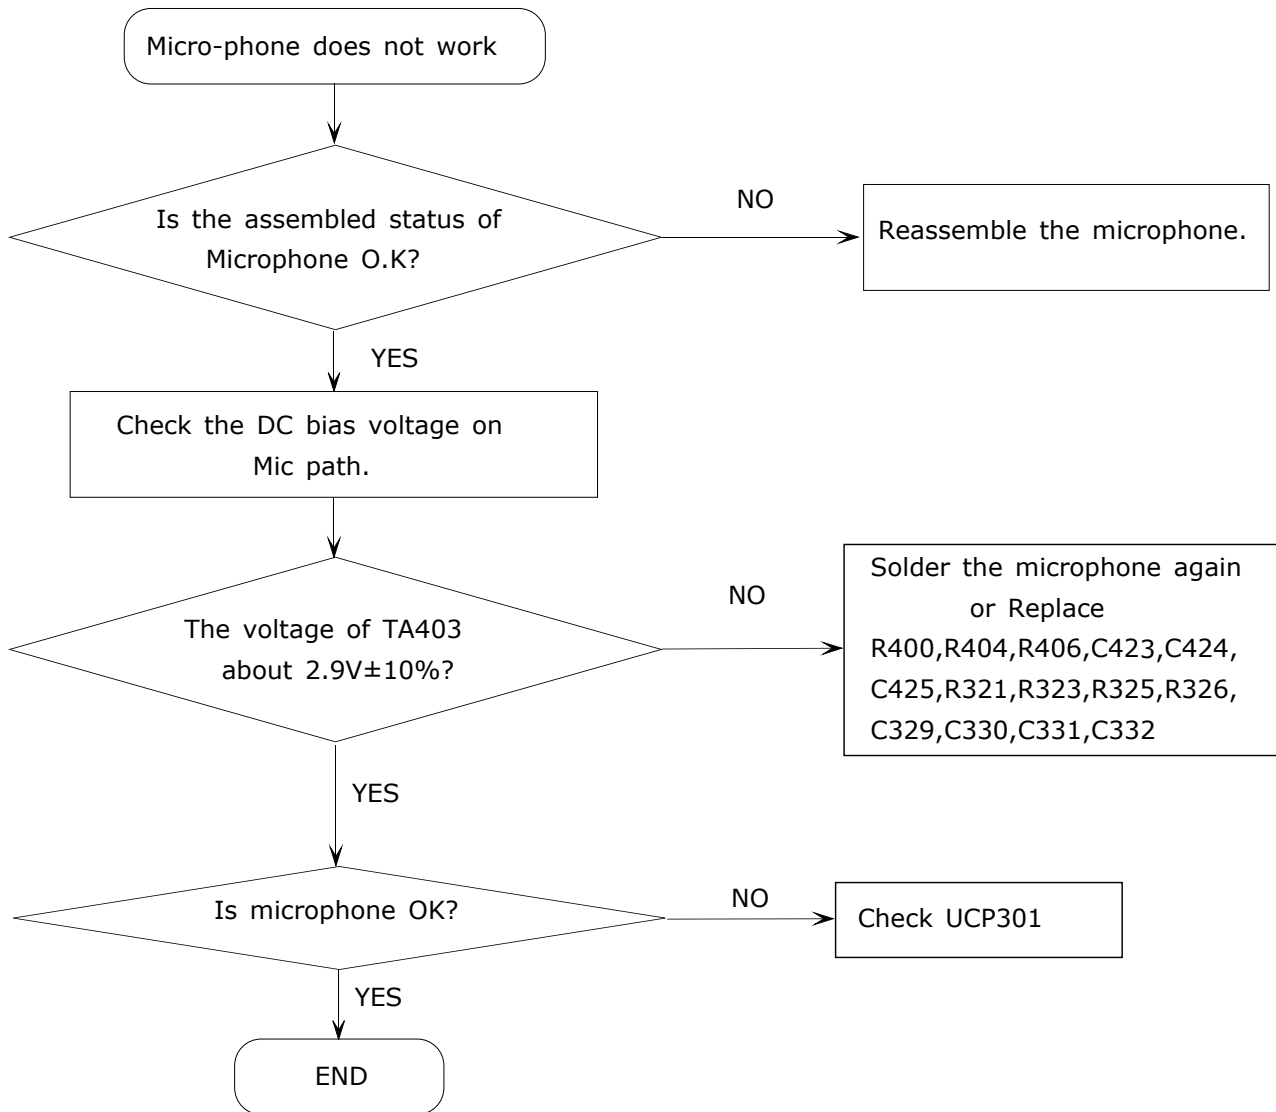 Micro-phone does not work
Is the assembled status of
Microphone O.K?
NO
Reassemble the microphone.
YES
Check the DC bias voltage on
Mic path.
The voltage of TA403
about 2.9V±10%?
NO
Solder the microphone again
or Replace
R400,R404,R406,C423,C424,
C425,R321,R323,R325,R326,
C329,C330,C331,C332
YES
Is microphone OK?
NO
Check UCP301
YES
END